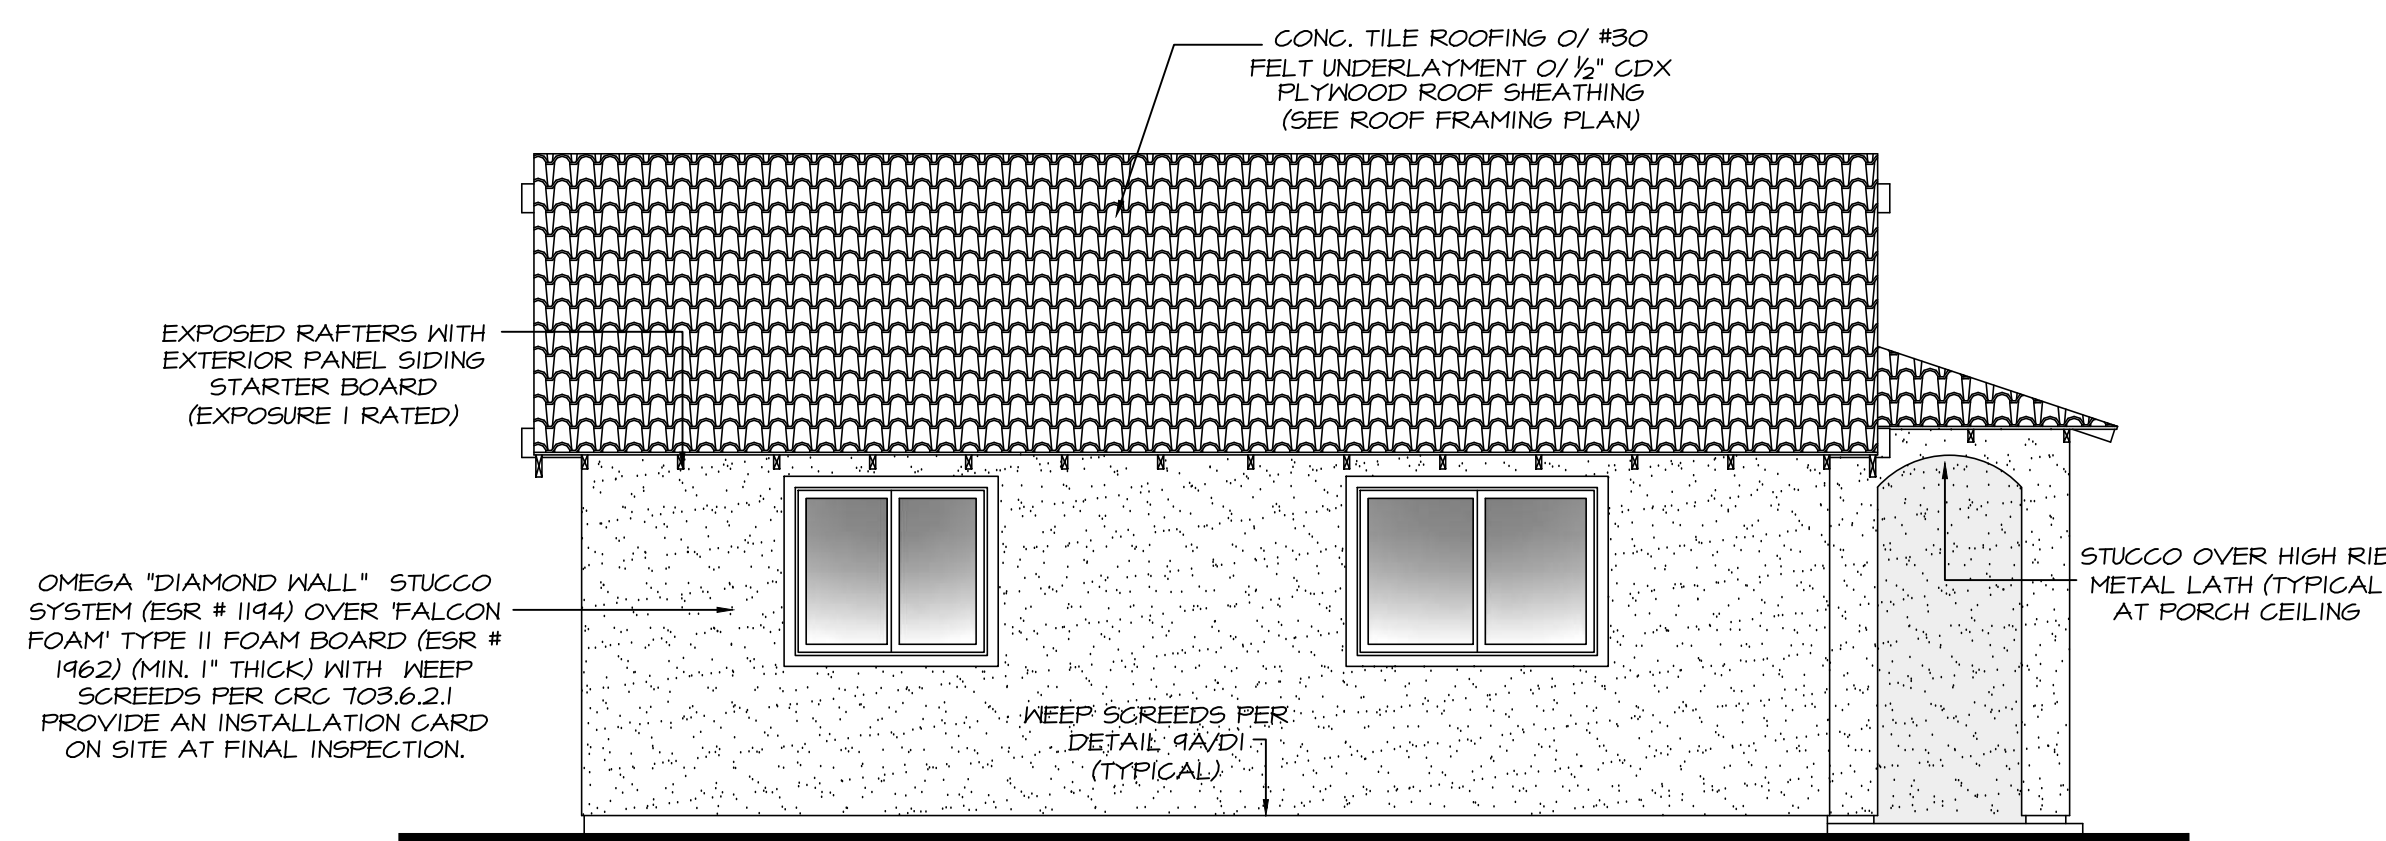 CONC. TILE ROOFING O/ #30
FELT UNDERLAYMENT O/ ½" CDX
PLYWOOD ROOF SHEATHING
(SEE ROOF FRAMING PLAN)
EXPOSED RAFTERS WITH
EXTERIOR PANEL SIDING
STARTER BOARD
(EXPOSURE 1 RATED)
OMEGA "DIAMOND WALL" STUCCO
SYSTEM (ESR # 1194) OVER 'FALCON
FOAM' TYPE II FOAM BOARD (ESR #
1962) (MIN. 1" THICK) WITH WEEP
SCREEDS PER CRC 703.6.2.1
PROVIDE AN INSTALLATION CARD
ON SITE AT FINAL INSPECTION.
WEEP SCREEDS PER
DETAIL 9A/D1
(TYPICAL)
STUCCO OVER HIGH
METAL LATH (TYPICAL
AT PORCH CEILING